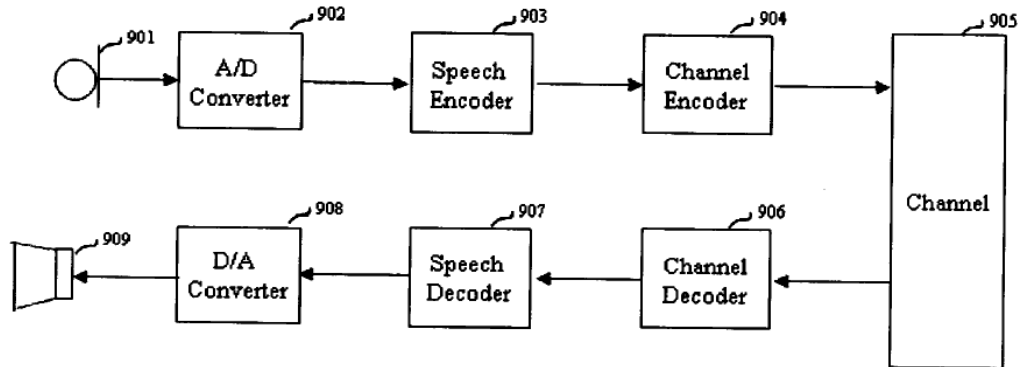 901
902
903
904
905
A/D
Converter
Speech
Encoder
Channel
Encoder
Channel
909
908
907
906
D/A
Converter
Speech
Decoder
Channel
Decoder